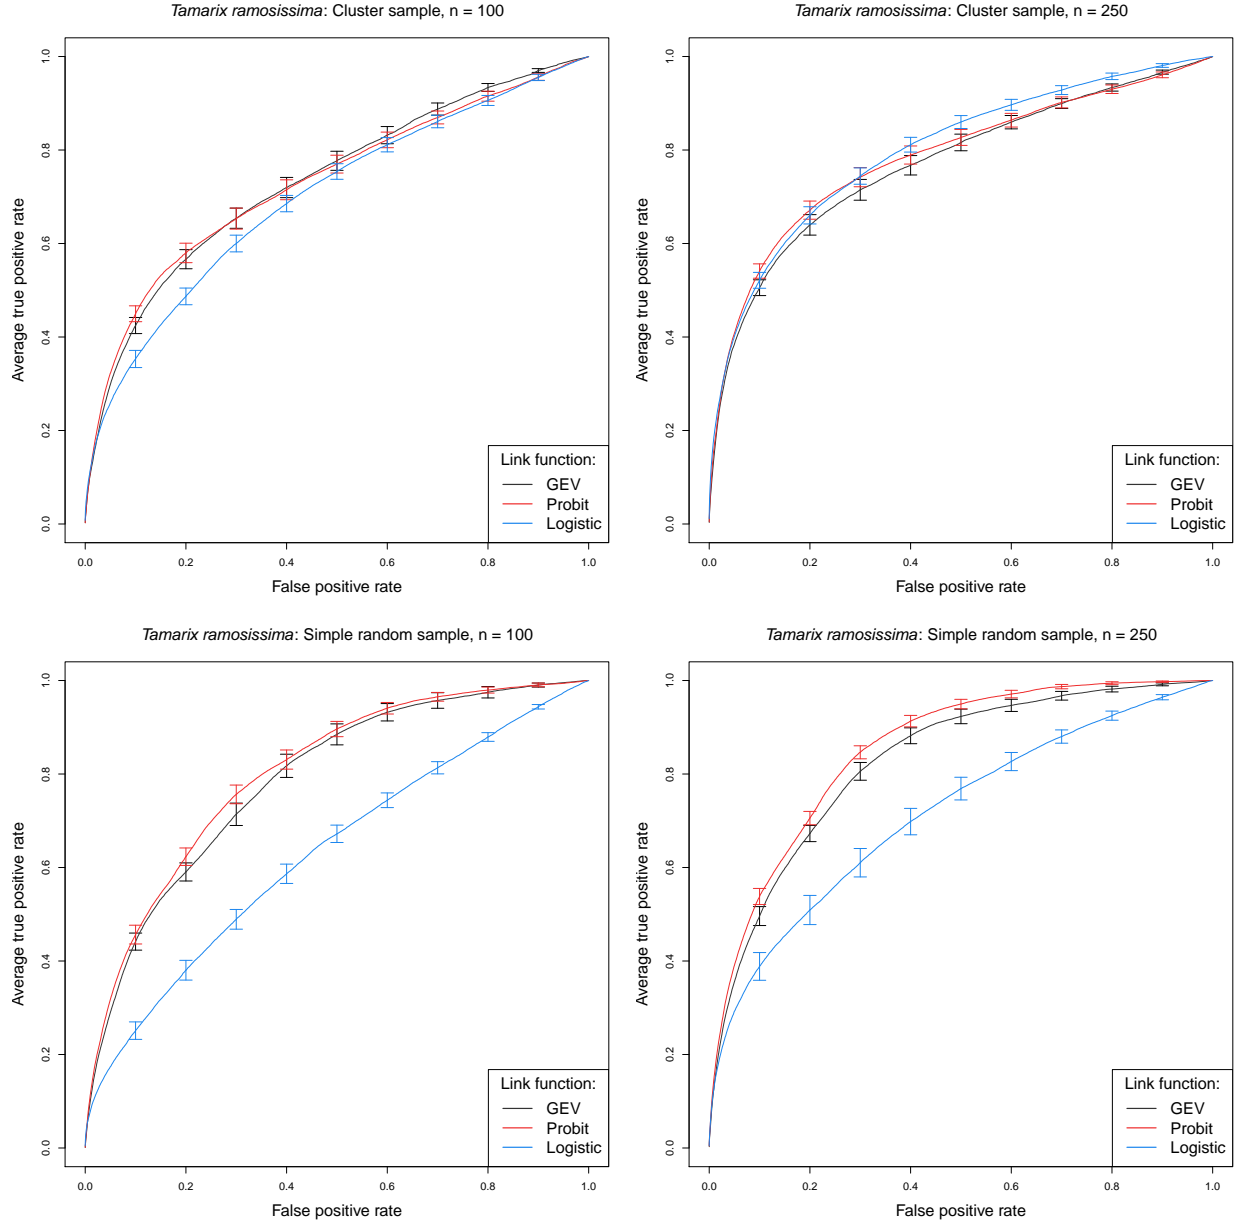 Tamarix ramosissima: Cluster sample, n = 100
Average true positive rate
1.0
0.8
0.6
0.4
0.2
0.0
Link function:
GEV
Probit
Logistic
0.0 0.2 0.4 0.6 0.8 1.0
False positive rate
Tamarix ramosissima: Cluster sample, n = 250
Average true positive rate
1.0
0.8
0.6
0.4
0.2
0.0
Link function:
GEV
Probit
Logistic
0.0 0.2 0.4 0.6 0.8 1.0
False positive rate
Tamarix ramosissima: Simple random sample, n = 100
Average true positive rate
1.0
0.8
0.6
0.4
0.2
0.0
Link function:
GEV
Probit
Logistic
0.0 0.2 0.4 0.6 0.8 1.0
False positive rate
Tamarix ramosissima: Simple random sample, n = 250
Average true positive rate
1.0
0.8
0.6
0.4
0.2
0.0
Link function:
GEV
Probit
Logistic
0.0 0.2 0.4 0.6 0.8 1.0
False positive rate